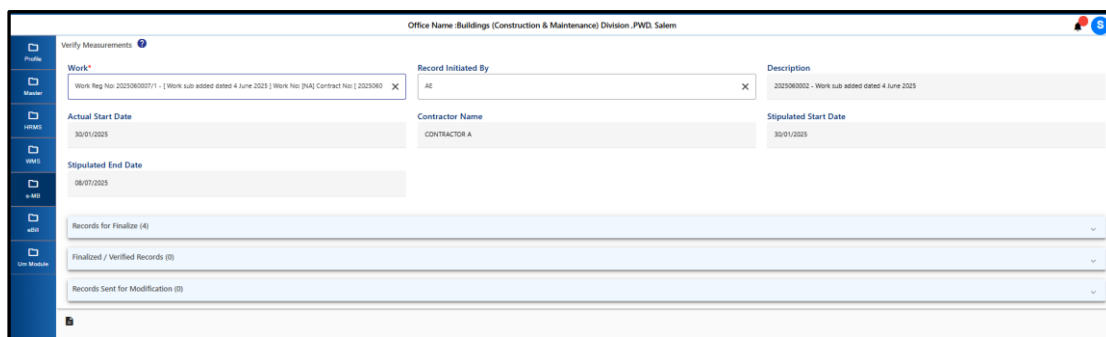 Office Name :Buildings (Construction & Maintenance) Division ,PWD, Salem
S
Profile
Master
HRMS
WMS
e-MB
eBill
Um Module
Verify Measurements ?
Work* Record Initiated By Description
Work Reg No: 2025060007/1 - [ Work sub added dated 4 June 2025 ] Work No: [NA] Contract No: [ 2025060 AE 2025060002 - Work sub added dated 4 June 2025
Actual Start Date Contractor Name Stipulated Start Date
30/01/2025 CONTRACTOR A 30/01/2025
Stipulated End Date
08/07/2025
Records for Finalize (4)
Finalized / Verified Records (0)
Records Sent for Modification (0)